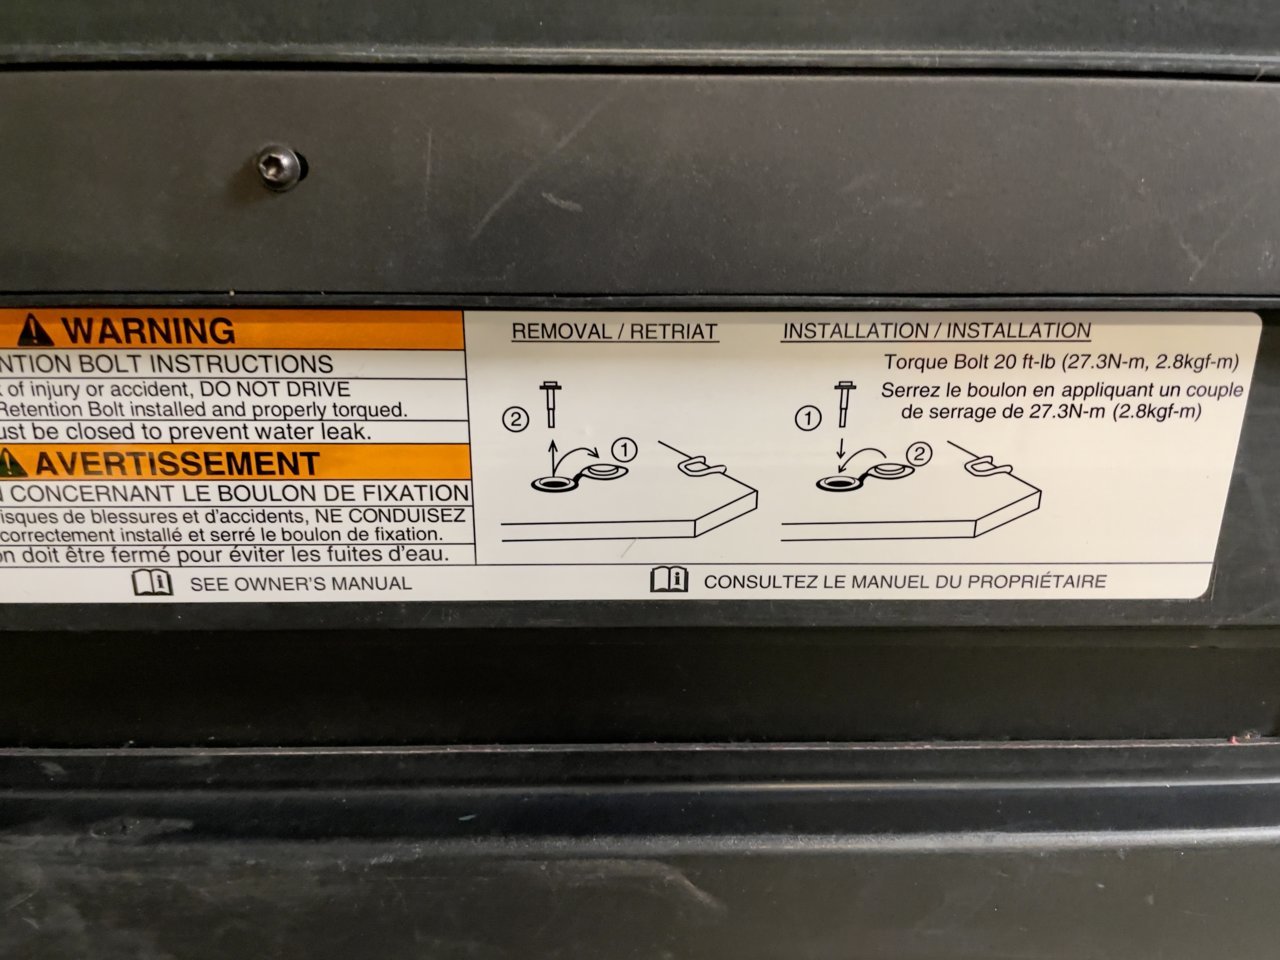 WARNING
NTION BOLT INSTRUCTIONS
of injury or accident, DO NOT DRIVE
Retention Bolt installed and properly torqued.
ust be closed to prevent water leak.
AVERTISSEMENT
CONCERNANT LE BOULON DE FIXATION
isques de blessures et d'accidents, NE CONDUISEZ
correctement installé et serré le boulon de fixation.
on doit être fermé pour éviter les fuites d'eau.
SEE OWNER'S MANUAL
REMOVAL / RETRIAT
2
1
INSTALLATION / INSTALLATION
Torque Bolt 20 ft-lb (27.3N-m, 2.8kgf-m)
Serrez le boulon en appliquant un couple
de serrage de 27.3N-m (2.8kgf-m)
1
2
CONSULTEZ LE MANUEL DU PROPRIÉTAIRE